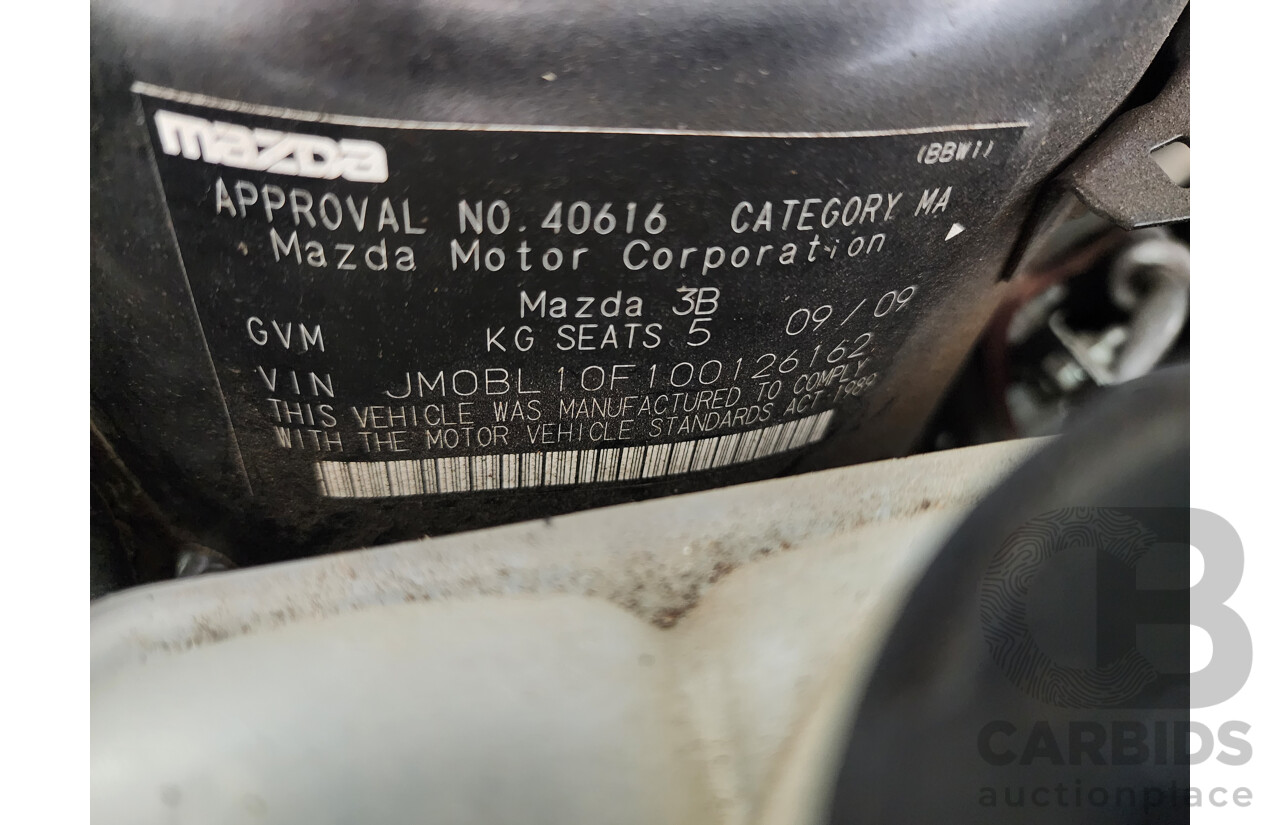 mazda
(BBW1)
APPROVAL NO. 40616 CATEGORY MA
Mazda Motor Corporation
Mazda 3B
GVM KG SEATS 5 09/09
VIN JM0BL10F100126162
THIS VEHICLE WAS MANUFACTURED TO COMPLY
WITH THE MOTOR VEHICLE STANDARDS ACT 1989
CB
CARBIDS
auctionplace